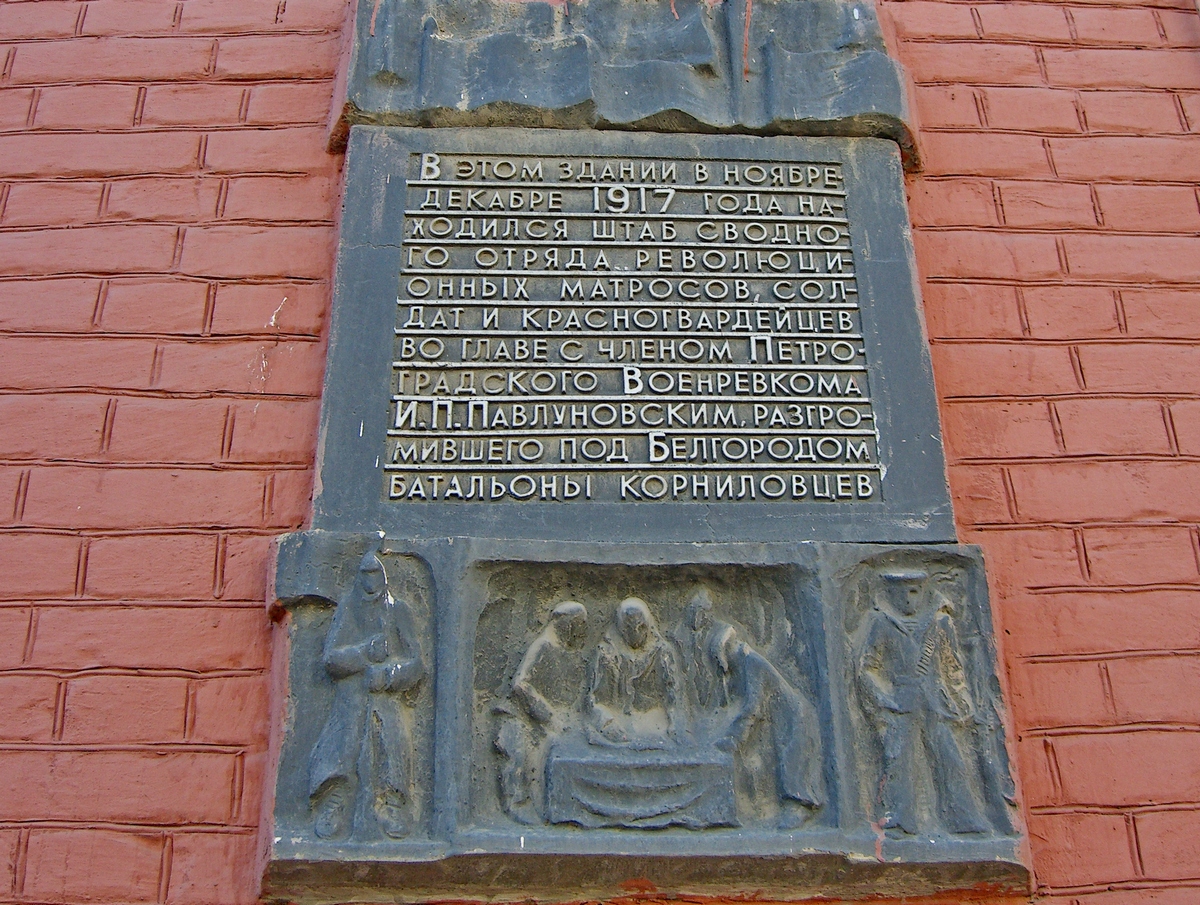 В ЭТОМ ЗДАНИИ В НОЯБРЕ-
ДЕКАБРЕ 1917 ГОДА НА-
ХОДИЛСЯ ШТАБ СВОДНО-
ГО ОТРЯДА РЕВОЛЮЦИ-
ОННЫХ МАТРОСОВ, СОЛ-
ДАТ И КРАСНОГВАРДЕЙЦЕВ
ВО ГЛАВЕ С ЧЛЕНОМ ПЕТРО-
ГРАДСКОГО ВОЕНРЕВКОМА
И.П.ПАВЛУНОВСКИМ, РАЗГРО-
МИВШЕГО ПОД БЕЛГОРОДОМ
БАТАЛЬОНЫ КОРНИЛОВЦЕВ